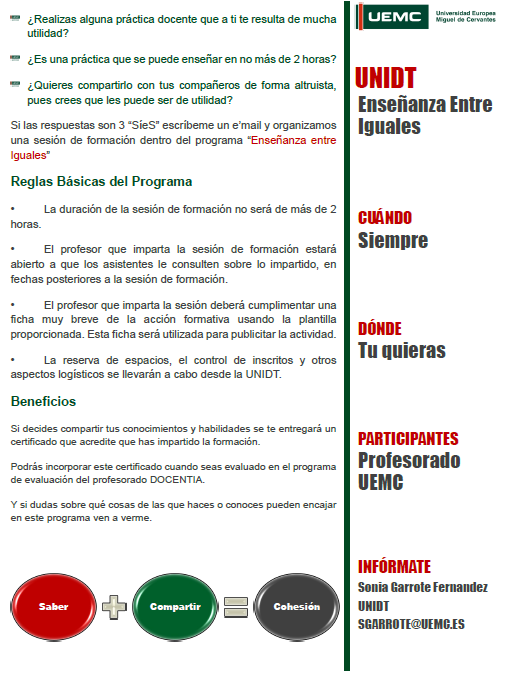 ¿Realizas alguna práctica docente que a ti te resulta de mucha
utilidad?
¿Es una práctica que se puede enseñar en no más de 2 horas?
¿Quieres compartirlo con tus compañeros de forma altruista,
pues crees que les puede ser de utilidad?
Si las respuestas son 3 “SíeS” escríbeme un e’mail y organizamos
una sesión de formación dentro del programa “Enseñanza entre
Iguales”
Reglas Básicas del Programa
• La duración de la sesión de formación no será de más de 2
horas.
• El profesor que imparta la sesión de formación estará
abierto a que los asistentes le consulten sobre lo impartido, en
fechas posteriores a la sesión de formación.
• El profesor que imparta la sesión deberá cumplimentar una
ficha muy breve de la acción formativa usando la plantilla
proporcionada. Esta ficha será utilizada para publicitar la actividad.
• La reserva de espacios, el control de inscritos y otros
aspectos logísticos se llevarán a cabo desde la UNIDT.
Beneficios
Si decides compartir tus conocimientos y habilidades se te entregará un
certificado que acredite que has impartido la formación.
Podrás incorporar este certificado cuando seas evaluado en el programa
de evaluación del profesorado DOCENTIA.
Y si dudas sobre qué cosas de las que haces o conoces pueden encajar
en este programa ven a verme.
Saber + Compartir = Cohesión
UEMC
Universidad Europea
Miguel de Cervantes
UNIDT
Enseñanza Entre
Iguales
CUÁNDO
Siempre
DÓNDE
Tu quieras
PARTICIPANTES
Profesorado
UEMC
INFÓRMATE
Sonia Garrote Fernandez
UNIDT
SGARROTE@UEMC.ES